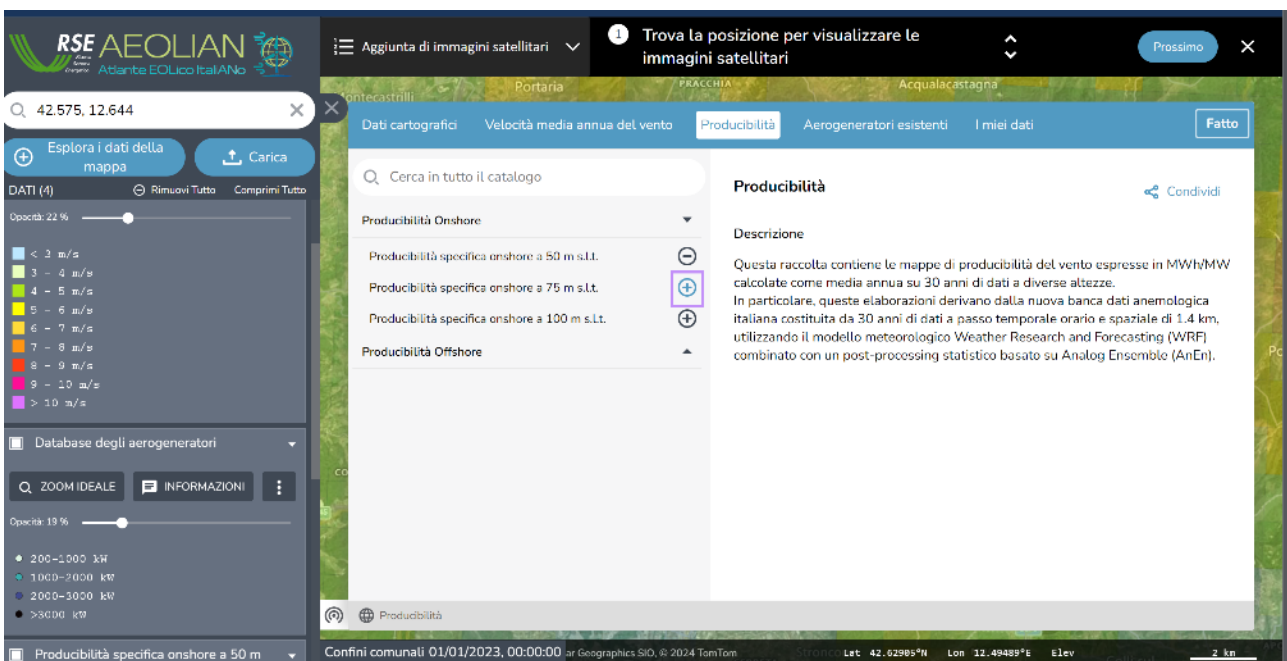 RSE AEOLIAN
Atlante EOLico ItalIANo
Aggiunta di immagini satellitari
1
Trova la posizione per visualizzare le
immagini satellitari
Prossimo
42.575, 12.644
Montecastrilli
Portaria
PRACCHIA
Acqualacastagna
Esplora i dati della
mappa
Carica
DATI (4)
Rimuovi Tutto
Comprimi Tutto
Opacità: 22 %
< 3 m/s
3 - 4 m/s
4 - 5 m/s
5 - 6 m/s
6 - 7 m/s
7 - 8 m/s
8 - 9 m/s
9 - 10 m/s
> 10 m/s
Database degli aerogeneratori
ZOOM IDEALE
INFORMAZIONI
Opacità: 19 %
200-1000 kW
1000-2000 kW
2000-3000 kW
>3000 kW
Producibilità specifica onshore a 50 m
Dati cartografici
Velocità media annua del vento
Producibilità
Aerogeneratori esistenti
I miei dati
Fatto
Cerca in tutto il catalogo
Producibilità Onshore
Producibilità specifica onshore a 50 m s.l.t.
Producibilità specifica onshore a 75 m s.l.t.
Producibilità specifica onshore a 100 m s.l.t.
Producibilità Offshore
Producibilità
Condividi
Descrizione
Questa raccolta contiene le mappe di producibilità del vento espresse in MWh/MW
calcolate come media annua su 30 anni di dati a diverse altezze.
In particolare, queste elaborazioni derivano dalla nuova banca dati anemologica
italiana costituita da 30 anni di dati a passo temporale orario e spaziale di 1.4 km,
utilizzando il modello meteorologico Weather Research and Forecasting (WRF)
combinato con un post-processing statistico basato su Analog Ensemble (AnEn).
Producibilità
Confini comunali 01/01/2023, 00:00:00
ar Geographics SIO, © 2024 TomTom
Stronco
Lat 42.62905°N Lon 12.49489°E Elev
2 km